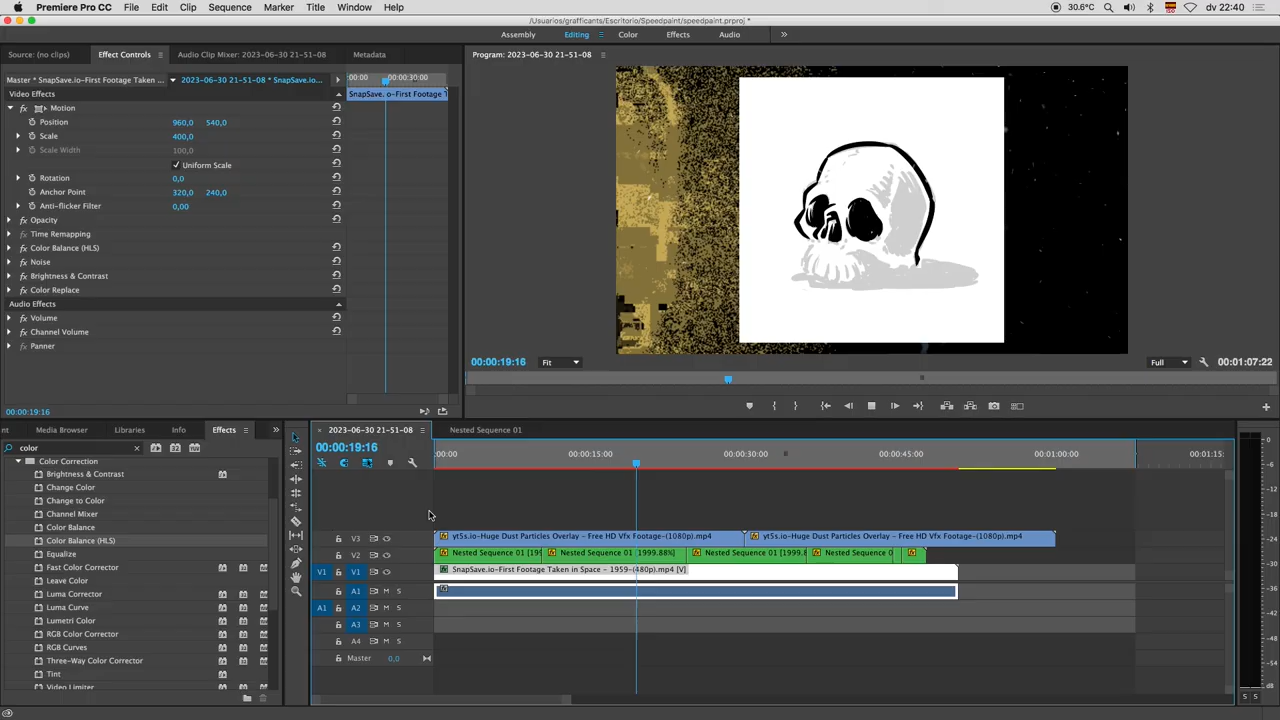 Premiere Pro CC File Edit Clip Sequence Marker Title Window Help 30.6°C dv 22:40
/Usuarios/grafficants/Escritorio/Speedpaint/speedpaint.prproj *
Assembly Editing Color Effects Audio
Source: (no clips) Effect Controls Audio Clip Mixer: 2023-06-30 21-51-08 Metadata
Program: 2023-06-30 21-51-08
Master * SnapSave.io-First Footage Taken ... 2023-06-30 21-51-08 * SnapSave.io...
:00:00 00:00:30:00
Video Effects
SnapSave. o-First Footage T
Motion
Position 960,0 540,0
Scale 400,0
Scale Width 100,0
Uniform Scale
Rotation 0,0
Anchor Point 320,0 240,0
Anti-flicker Filter 0,00
Opacity
Time Remapping
Color Balance (HLS)
Noise
Brightness & Contrast
Color Replace
Audio Effects
Volume
Channel Volume
Panner
00:00:19:16
00:00:19:16 Fit Full 00:01:07:22
nt Media Browser Libraries Info Effects
color
Color Correction
Brightness & Contrast
Change Color
Change to Color
Channel Mixer
Color Balance
Color Balance (HLS)
Equalize
Fast Color Corrector
Leave Color
Luma Corrector
Luma Curve
Lumetri Color
RGB Color Corrector
RGB Curves
Three-Way Color Corrector
Tint
Video Limiter
2023-06-30 21-51-08 Nested Sequence 01
00:00:19:16
:00:00 00:00:15:00 00:00:30:00 00:00:45:00 00:01:00:00 00:01:15:
V3 yt5s.io-Huge Dust Particles Overlay - Free HD Vfx Footage-(1080p).mp4 yt5s.io-Huge Dust Particles Overlay - Free HD Vfx Footage-(1080p).mp4
V2 Nested Sequence 01 [199 Nested Sequence 01 [1999.88%] Nested Sequence 01 [1999.8 Nested Sequence 0
V1 V1 SnapSave.io-First Footage Taken in Space - 1959-(480p).mp4 [V]
A1 M S
A1 A2 M S
A3 M S
A4 M S
Master 0,0
0
-6
-12
-18
-24
-30
-36
-42
-48
-54
dB
S S